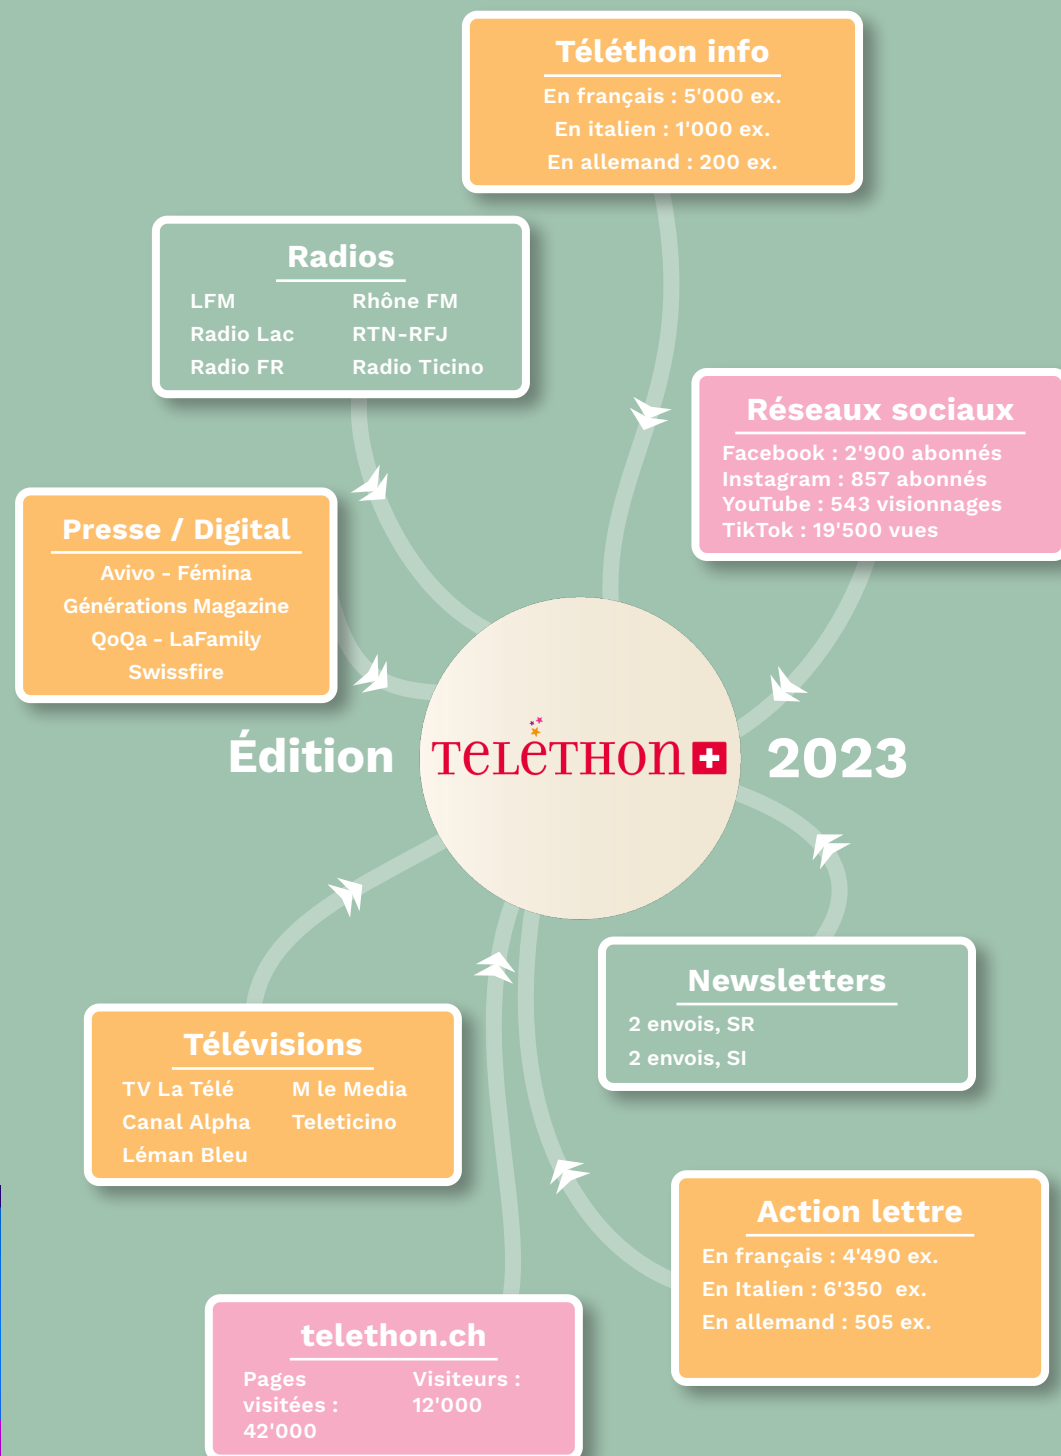 Téléthon info
En français : 5'000 ex.
En italien : 1'000 ex.
En allemand : 200 ex.
Radios
LFM
Radio Lac
Radio FR
Rhône FM
RTN-RFJ
Radio Ticino
Réseaux sociaux
Facebook : 2'900 abonnés
Instagram : 857 abonnés
YouTube : 543 visionnages
TikTok : 19'500 vues
Presse / Digital
Avivo - Fémina
Générations Magazine
QoQa - LaFamily
Swissfire
Édition
TELETHON
2023
Newsletters
2 envois, SR
2 envois, SI
Télévisions
TV La Télé
Canal Alpha
Léman Bleu
M le Media
Teleticino
Action lettre
En français : 4'490 ex.
En Italien : 6'350  ex.
En allemand : 505 ex.
telethon.ch
Pages
visitées :
42'000
Visiteurs :
12'000